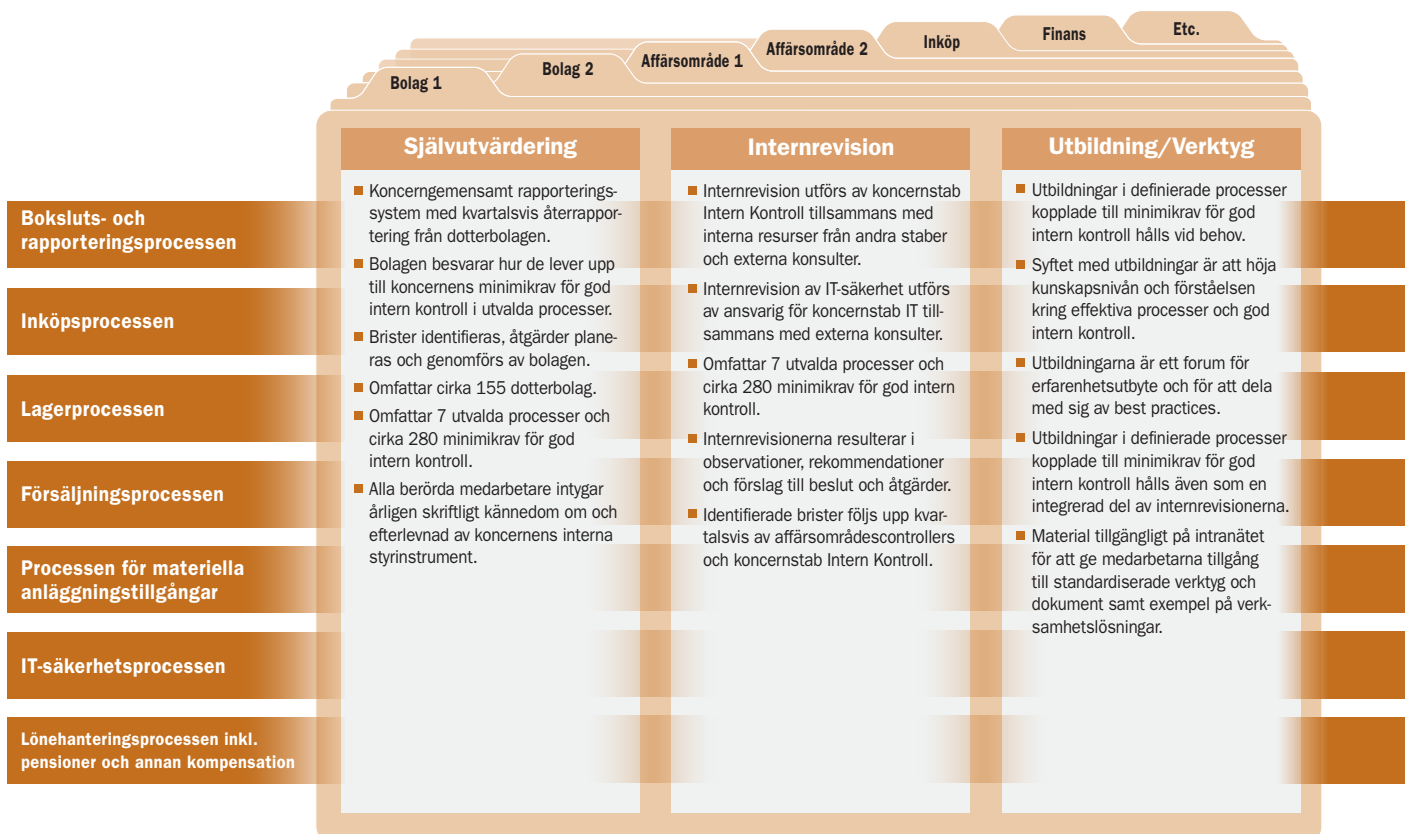 Bolag 1
Bolag 2
Affärsområde 1
Affärsområde 2
Inköp
Finans
Etc.
Boksluts- och
rapporteringsprocessen
Inköpsprocessen
Lagerprocessen
Försäljningsprocessen
Processen för materiella
anläggningstillgångar
IT-säkerhetsprocessen
Lönehanteringsprocessen inkl.
pensioner och annan kompensation
Självutvärdering
Koncerngemensamt rapporterings-
system med kvartalsvis återrappor-
tering från dotterbolagen.
Bolagen besvarar hur de lever upp
till koncernens minimikrav för god
intern kontroll i utvalda processer.
Brister identifieras, åtgärder plane-
ras och genomförs av bolagen.
Omfattar cirka 155 dotterbolag.
Omfattar 7 utvalda processer och
cirka 280 minimikrav för god
intern kontroll.
Alla berörda medarbetare intygar
årligen skriftligt kännedom om och
efterlevnad av koncernens interna
styrinstrument.
Internrevision
Internrevision utförs av koncernstab
Intern Kontroll tillsammans med
interna resurser från andra staber
och externa konsulter.
Internrevision av IT-säkerhet utförs
av ansvarig för koncernstab IT till-
sammans med externa konsulter.
Omfattar 7 utvalda processer och
cirka 280 minimikrav för god intern
kontroll.
Internrevisionerna resulterar i
observationer, rekommendationer
och förslag till beslut och åtgärder.
Identifierade brister följs upp kvar-
talsvis av affärsområdescontrollers
och koncernstab Intern Kontroll.
Utbildning/Verktyg
Utbildningar i definierade processer
kopplade till minimikrav för god
intern kontroll hålls vid behov.
Syftet med utbildningar är att höja
kunskapsnivån och förståelsen
kring effektiva processer och god
intern kontroll.
Utbildningarna är ett forum för
erfarenhetsutbyte och för att dela
med sig av best practices.
Utbildningar i definierade processer
kopplade till minimikrav för god
intern kontroll hålls även som en
integrerad del av internrevisionerna.
Material tillgängligt på intranätet
för att ge medarbetarna tillgång
till standardiserade verktyg och
dokument samt exempel på verk-
samhetslösningar.